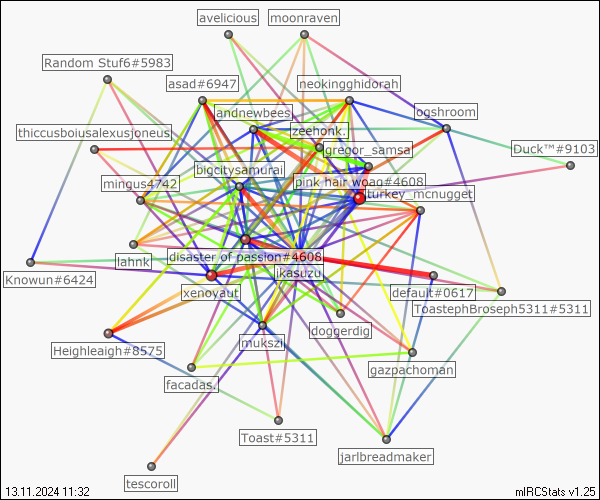 avelicious
moonraven
Random Stuf6#5983
asad#6947
neokingghidorah
andnewbees
ogshroom
zeehonk.
thiccusboiusalexusjoneus
gregor_samsa
Duck™#9103
bigcitysamurai
mingus4742
pink hair woag#4608
turkey_mcnugget
lahnk
disaster of passion#4608
jkasuzu
Knowun#6424
xenoyaut
default#0617
ToastephBroseph5311#5311
doggerdig
mukszi
Heighleigh#8575
gazpachoman
facadas.
Toast#5311
jarlbreadmaker
tescoroll
13.11.2024 11:32
mIRCStats v1.25